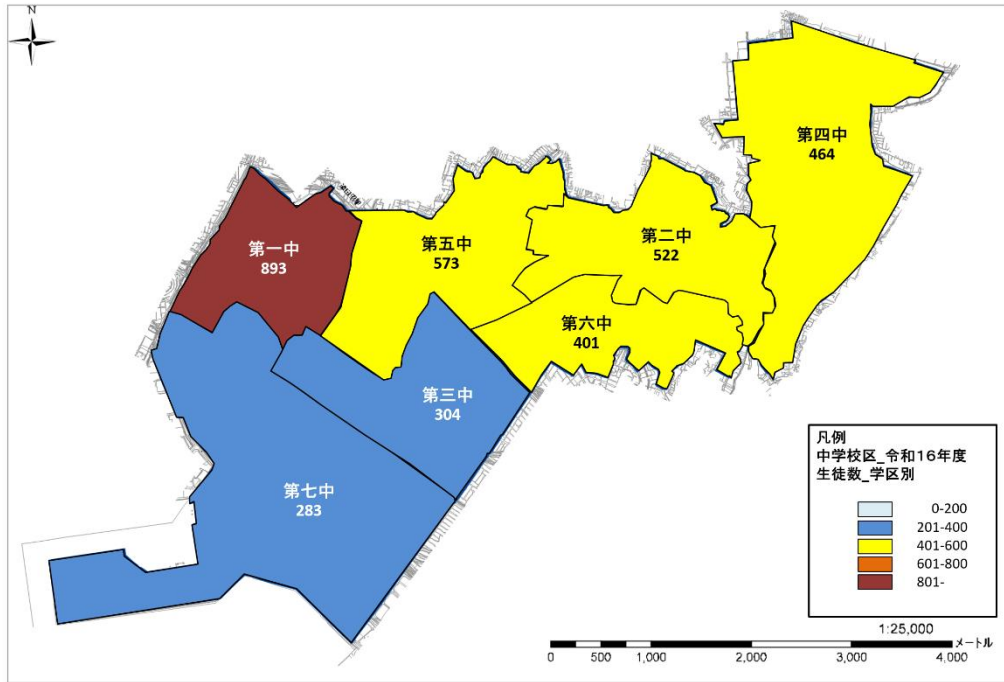 N
第四中
464
第一中
893
第五中
573
第二中
522
第六中
401
第三中
304
第七中
283
凡例
中学校区_令和16年度
生徒数_学区別
0-200
201-400
401-600
601-800
801-
1:25,000
メートル
0 500 1,000 2,000 3,000 4,000